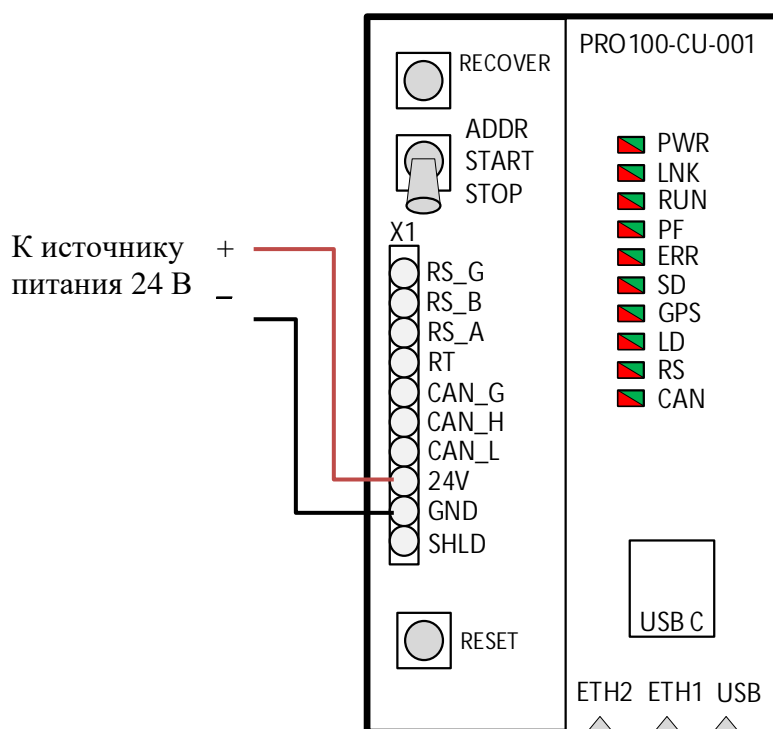 PRO100-CU-001
RECOVER
ADDR
START
STOP
X1
К источнику +
питания 24 В –
RS_G
RS_B
RS_A
RT
CAN_G
CAN_H
CAN_L
24V
GND
SHLD
RESET
PWR
LNK
RUN
PF
ERR
SD
GPS
LD
RS
CAN
USB C
ETH2 ETH1 USB